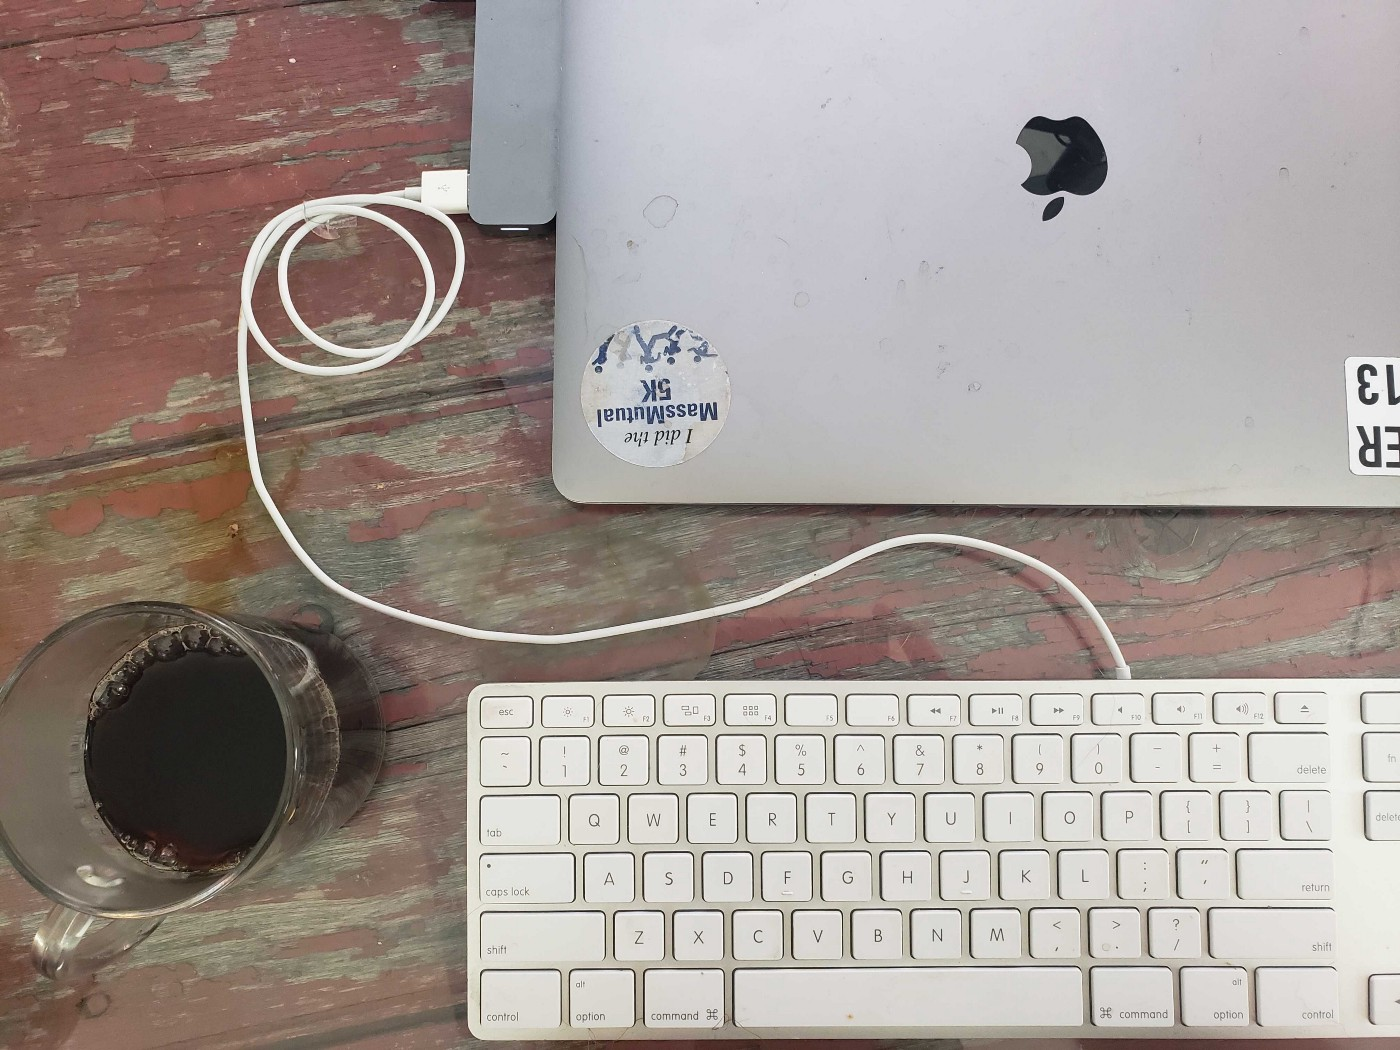 I did the
MassMutual
5K
ER
13
esc F1 F2 F3 F4 F5 F6 F7 F8 F9 F10 F11 F12
~ ! @ # $ % ^ & * ( ) — +
` 1 2 3 4 5 6 7 8 9 0 - = delete fn
tab Q W E R T Y U I O P { [ } ] | \ delete
caps lock A S D F G H J K L : ; " ' return
shift Z X C V B N M < , > . ? / shift
control alt option command ⌘ ⌘ command alt option control